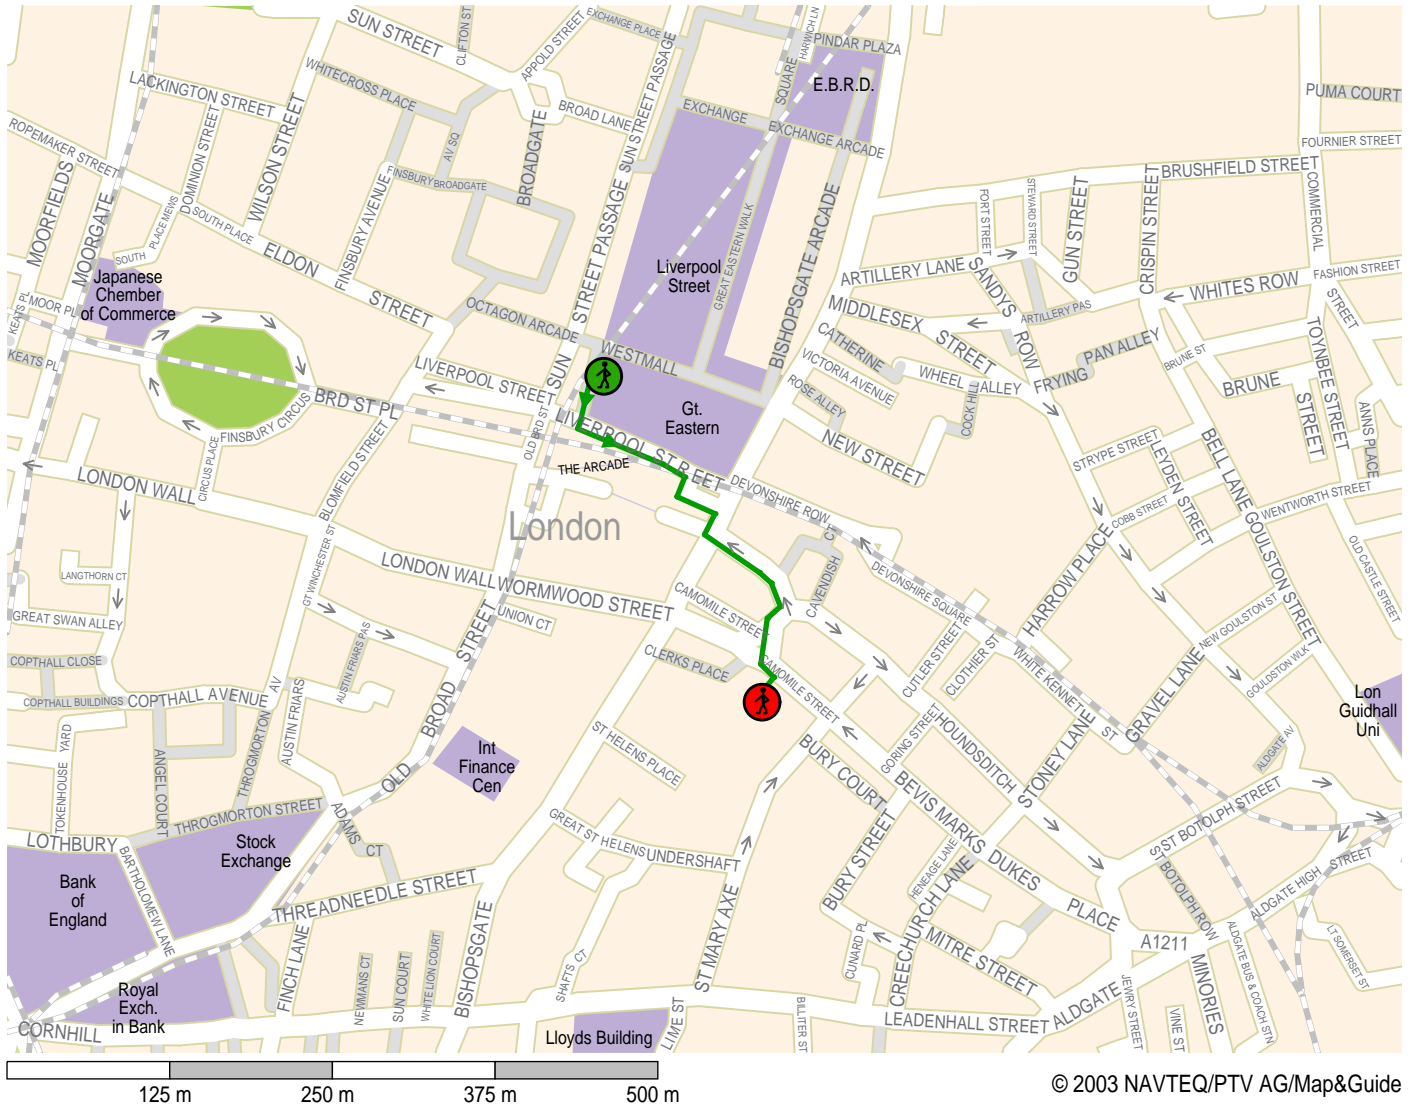 SUN STREET
CLIFTON ST
APPOLD STREET
EXCHANGE PLACE
SUN STREET PASSAGE
HARWICH LN
SQUARE
PINDAR PLAZA
E.B.R.D.
PUMA COURT
LACKINGTON STREET
WHITECROSS PLACE
BROAD LANE
EXCHANGE
EXCHANGE ARCADE
FOURNIER STREET
ROPEMAKER STREET
DOMINION STREET
WILSON STREET
AV SQ
BROADGATE
FINSBURY BROADGATE
BRUSHFIELD STREET
COMMERCIAL
STREET
MOORFIELDS
MOORGATE
PLACE MEWS
SOUTH
SOUTH PLACE
ELDON
STREET
FINSBURY AVENUE
STREET PASSAGE
SUN
GREAT EASTERN WALK
BISHOPSGATE ARCADE
FORT STREET
STEWARD STREET
GUN STREET
CRISPIN STREET
Japanese
Chember
of Commerce
Liverpool
Street
ARTILLERY LANE
SANDYS
ROW
WHITES ROW
FASHION STREET
KEATS PL
MOOR PL
KEATS PL
OCTAGON ARCADE
WESTMALL
MIDDLESEX
STREET
ARTILLERY PAS
PAN ALLEY
FRYING
TOYNBEE STREET
BRUNE ST
BRUNE
STREET
CATHERINE
WHEEL ALLEY
VICTORIA AVENUE
ROSE ALLEY
COCK HILL
ANNS PLACE
LIVERPOOL STREET
BRD ST PL
FINSBURY CIRCUS
OLD BRD ST
LIVERPOOL STREET
Gt.
Eastern
NEW STREET
STRYPE STREET
LEYDEN STREET
BELL LANE
GOULSTON STREET
THE ARCADE
LONDON WALL
CIRCUS PLACE
BLOMFIELD STREET
DEVONSHIRE ROW
COBB STREET
WENTWORTH STREET
London
HARROW PLACE
OLD CASTLE STREET
LANGTHORN CT
GT WINCHESTER ST
LONDON WALL
WORMWOOD STREET
CAVENDISH
CT
DEVONSHIRE SQUARE
CAMOMILE STREET
UNION CT
NEW GOULSTON ST
GREAT SWAN ALLEY
COPTHALL CLOSE
COPTHALL BUILDINGS
COPTHALL AVENUE
AUSTIN FRIARS PAS
AUSTIN FRIARS
CLERKS PLACE
CAMOMILE STREET
CUTLER STREET
CLOTHIER ST
WHITE KENNET
ST
GRAVEL LANE
GOULDSTON WLK
Lon
Guidhall
Uni
TOKENHOUSE YARD
ANGEL COURT
THROGMORTON AV
BROAD STREET
OLD
Int
Finance
Cen
ST HELENS PLACE
BURY COURT
GORING STREET
HOUNDSDITCH
STONEY LANE
ALDGATE AV
LOTHBURY
THROGMORTON STREET
ADAMS
CT
GREAT ST HELENS
UNDERSHAFT
BEVIS MARKS
DUKES
PLACE
ST BOTOLPH STREET
Stock
Exchange
Bank
of
England
BARTHOLOMEW LANE
THREADNEEDLE STREET
BURY STREET
HENEAGE LANE
CREECHURCH LANE
ST BOTOLPH ROW
ALDGATE HIGH STREET
ST MARY AXE
BISHOPSGATE
FINCH LANE
NEWMANS CT
SUN COURT
WHITE LION COURT
SHAFTS CT
CUNARD PL
MITRE STREET
A1211
MINORIES
ALDGATE BUS & COACH STN
LT SOMERSET ST
Royal
Exch.
in Bank
CORNHILL
Lloyds Building
LIME ST
BILLITER ST
LEADENHALL STREET
ALDGATE
JEWRY STREET
VINE ST
125 m
250 m
375 m
500 m
© 2003 NAVTEQ/PTV AG/Map&Guide